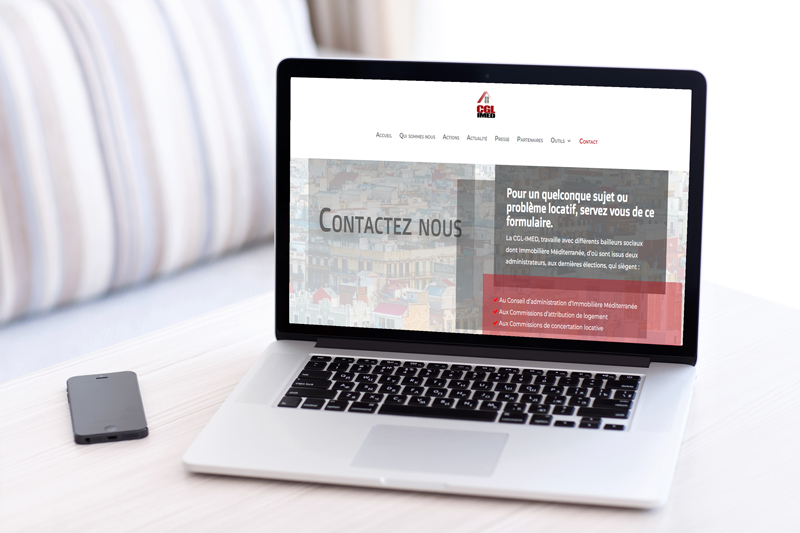 CGL
IMED
Accueil Qui sommes nous Actions Actualité Presse Partenaires Outils Contact
Contactez nous
Pour un quelconque sujet ou
problème locatif, servez vous de ce
formulaire.
La CGL-IMED, travaille avec différents bailleurs sociaux
dont Immobilière Méditerranée, d'où sont issus deux
administrateurs, aux dernières élections, qui siègent :
Au Conseil d'administration d'Immobilière Méditerranée
Aux Commissions d'attribution de logement
Aux Commissions de concertation locative